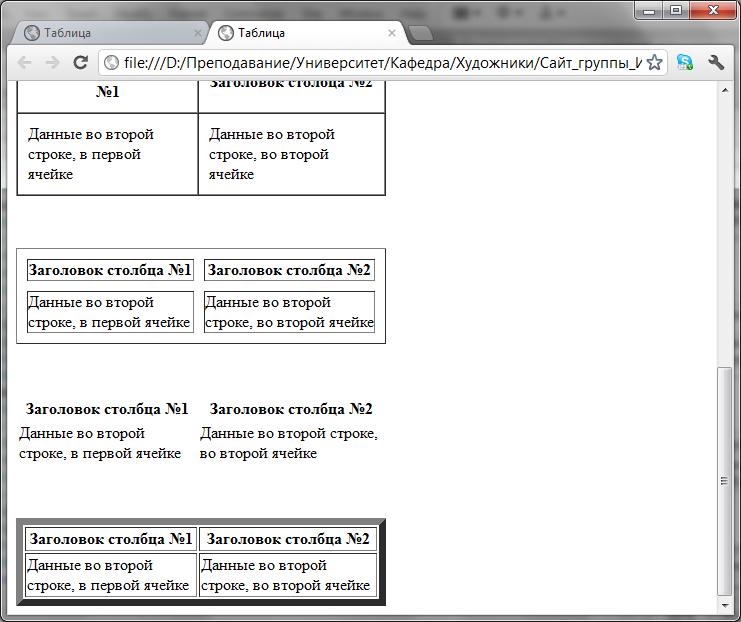 Таблица
Таблица
file:///D:/Преподавание/Университет/Кафедра/Художники/Сайт_группы_И
№1
Заголовок столбца №2
Данные во второй
строке, в первой
ячейке
Данные во второй
строке, во второй
ячейке
Заголовок столбца №1
Заголовок столбца №2
Данные во второй
строке, в первой ячейке
Данные во второй
строке, во второй ячейке
Заголовок столбца №1
Заголовок столбца №2
Данные во второй
строке, в первой ячейке
Данные во второй строке,
во второй ячейке
Заголовок столбца №1
Заголовок столбца №2
Данные во второй
строке, в первой ячейке
Данные во второй
строке, во второй ячейке